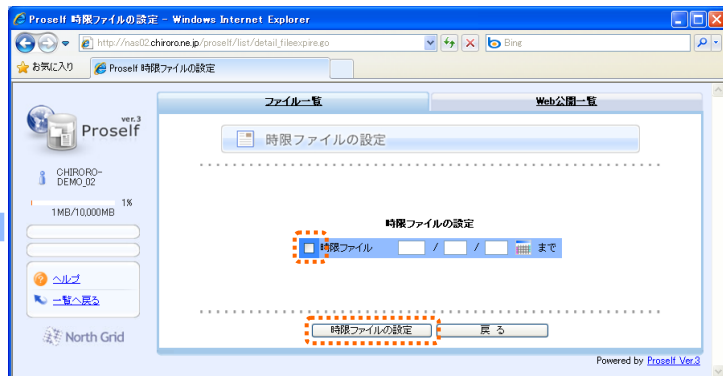 Proself 時限ファイルの設定 - Windows Internet Explorer
http://nas02.chiroro.ne.jp/proself/list/detail_fileexpire.go
Bing
お気に入り
Proself 時限ファイルの設定
ファイル一覧
Web公開一覧
ver.3
Proself
時限ファイルの設定
CHIRORO-
DEMO_02
1%
1MB/10,000MB
時限ファイルの設定
時限ファイル / / まで
ヘルプ
一覧へ戻る
時限ファイルの設定
戻 る
North Grid
Powered by Proself Ver.3